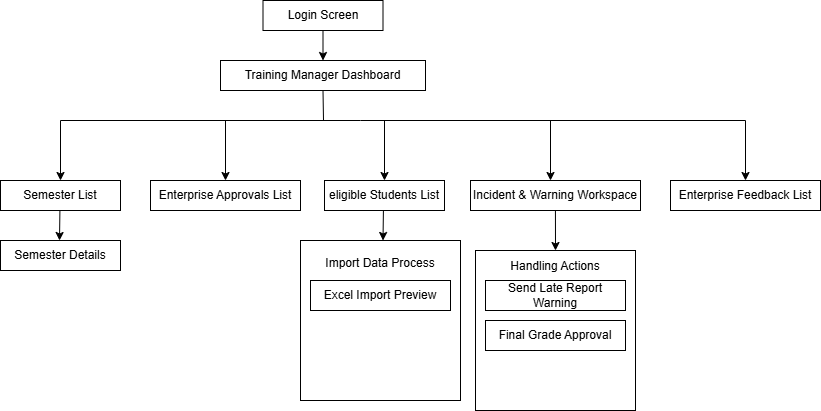 Login Screen
Training Manager Dashboard
Semester List
Enterprise Approvals List
eligible Students List
Incident & Warning Workspace
Enterprise Feedback List
Semester Details
Import Data Process
Excel Import Preview
Handling Actions
Send Late Report
Warning
Final Grade Approval